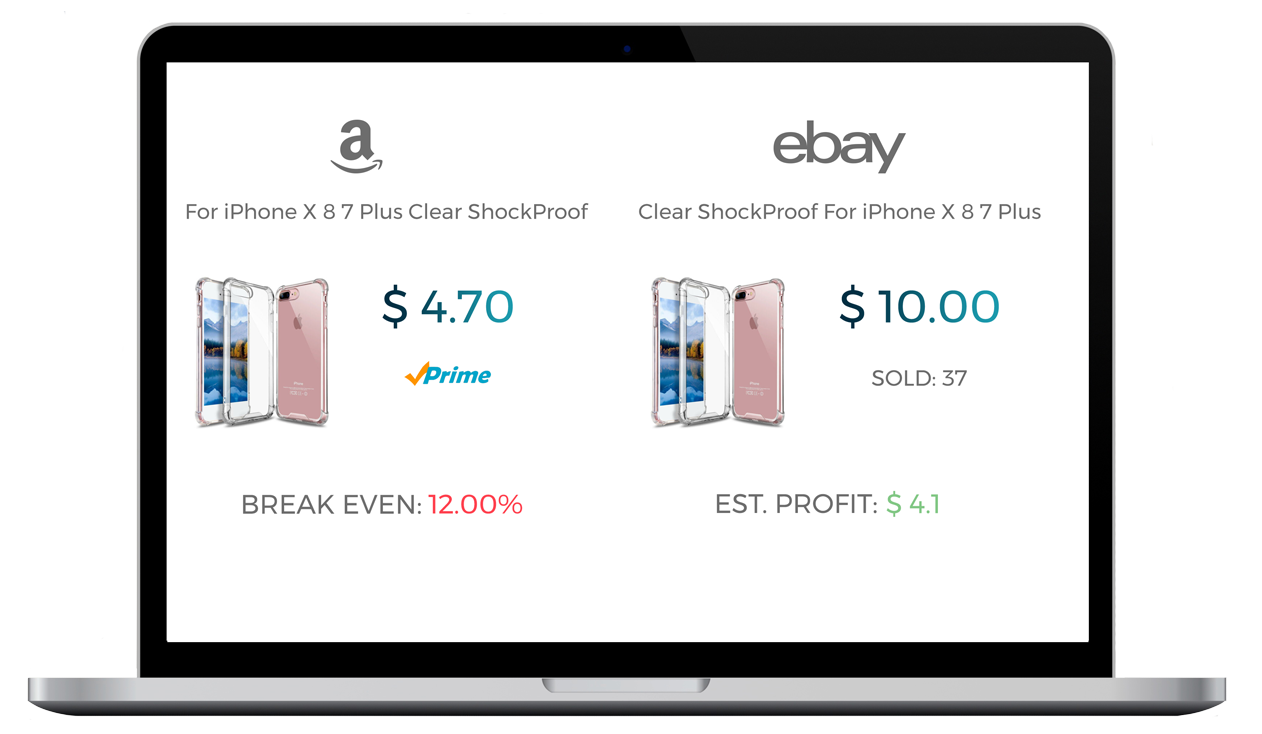 a
For iPhone X 8 7 Plus Clear ShockProof
$ 4.70
Prime
BREAK EVEN: 12.00%
ebay
Clear ShockProof For iPhone X 8 7 Plus
$ 10.00
SOLD: 37
EST. PROFIT: $ 4.1